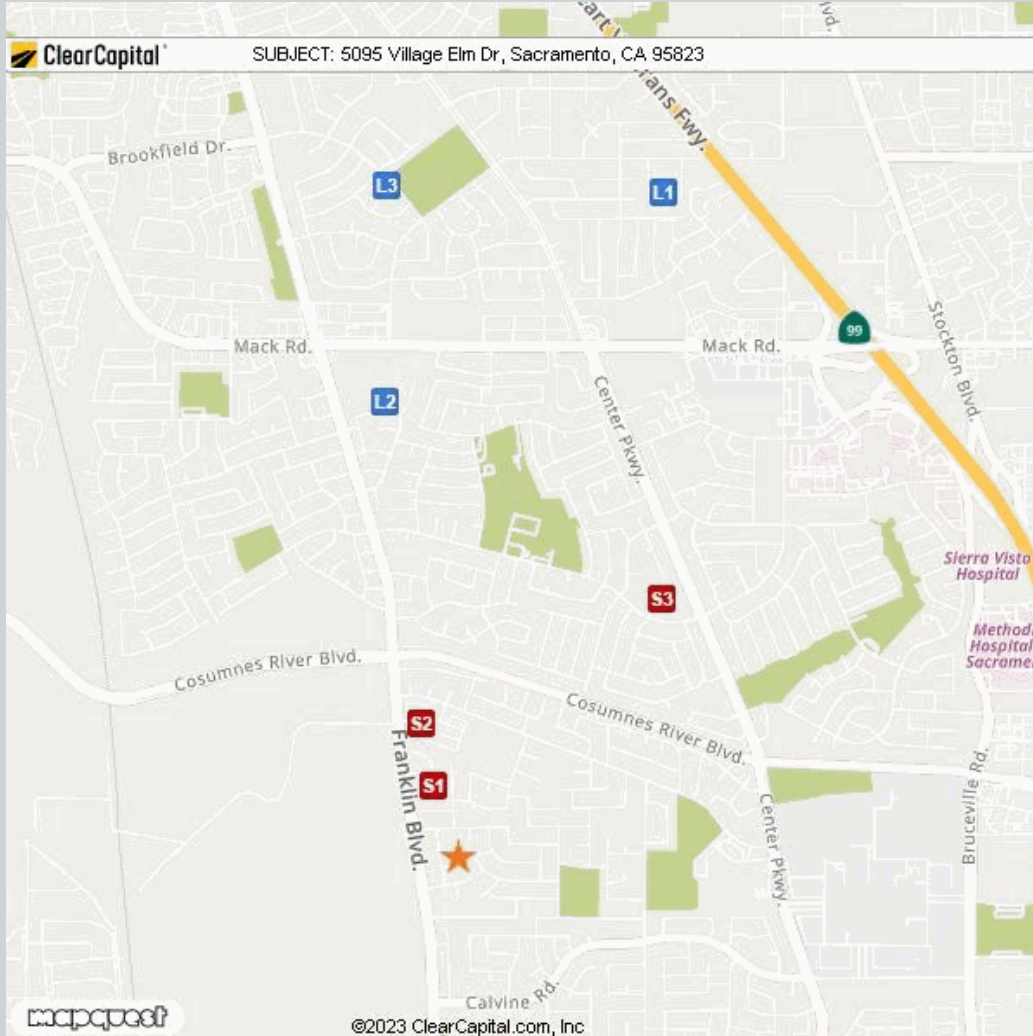 ClearCapital
SUBJECT: 5095 Village Elm Dr, Sacramento, CA 95823
Fwy.
Brookfield Dr.
L3
L1
99
Stockton Blvd.
Mack Rd.
Mack Rd.
L2
Center Pkwy.
Sierra Vista
Hospital
S3
Hospital
Cosumnes River Blvd.
Cosumnes River Blvd.
S2
Franklin Blvd.
S1
Center Pkwy.
Bruceville Rd.
Calvine Rd.
mapquest
©2023 ClearCapital.com, Inc